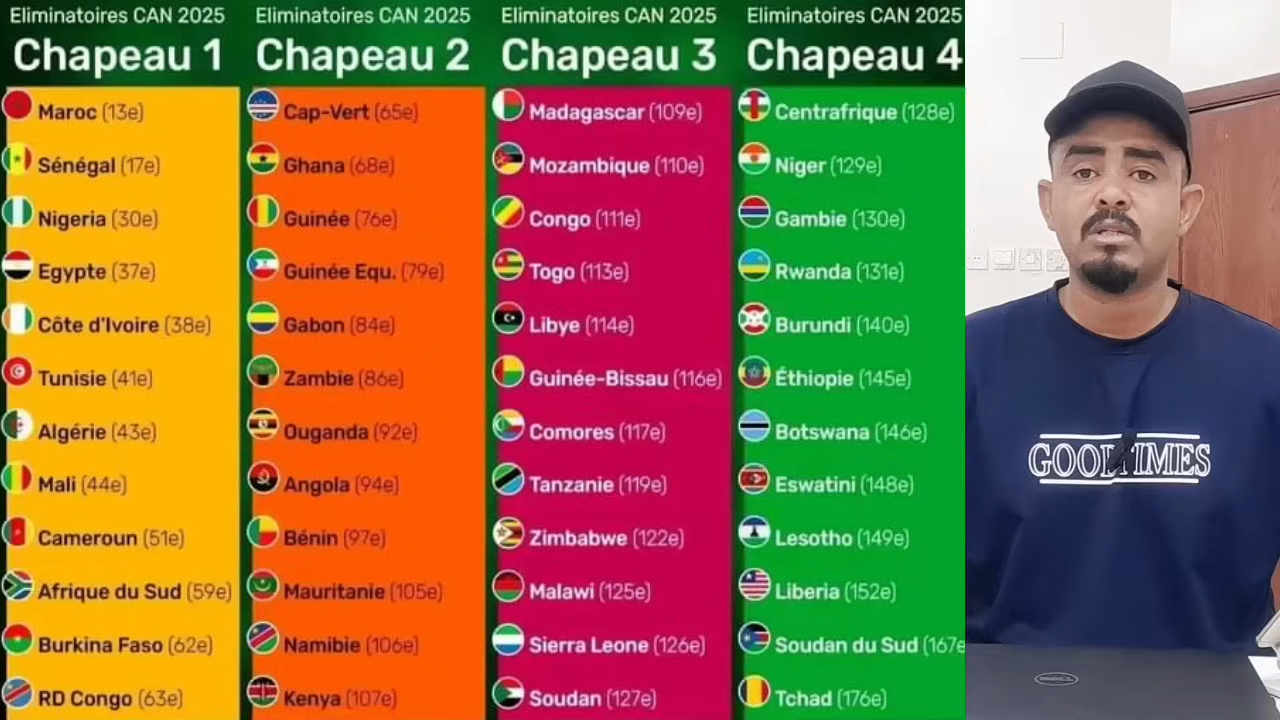 Eliminatoires CAN 2025
Chapeau 1
Maroc (13e)
Sénégal (17e)
Nigeria (30e)
Egypte (37e)
Côte d'Ivoire (38e)
Tunisie (41e)
Algérie (43e)
Mali (44e)
Cameroun (51e)
Afrique du Sud (59e)
Burkina Faso (62e)
RD Congo (63e)
Eliminatoires CAN 2025
Chapeau 2
Cap-Vert (65e)
Ghana (68e)
Guinée (76e)
Guinée Equ. (79e)
Gabon (84e)
Zambie (86e)
Ouganda (92e)
Angola (94e)
Bénin (97e)
Mauritanie (105e)
Namibie (106e)
Kenya (107e)
Eliminatoires CAN 2025
Chapeau 3
Madagascar (109e)
Mozambique (110e)
Congo (111e)
Togo (113e)
Libye (114e)
Guinée-Bissau (116e)
Comores (117e)
Tanzanie (119e)
Zimbabwe (122e)
Malawi (125e)
Sierra Leone (126e)
Soudan (127e)
Eliminatoires CAN 2025
Chapeau 4
Centrafrique (128e)
Niger (129e)
Gambie (130e)
Rwanda (131e)
Burundi (140e)
Éthiopie (145e)
Botswana (146e)
Eswatini (148e)
Lesotho (149e)
Liberia (152e)
Soudan du Sud (167e
Tchad (176e)
GOOD TIMES
DELL